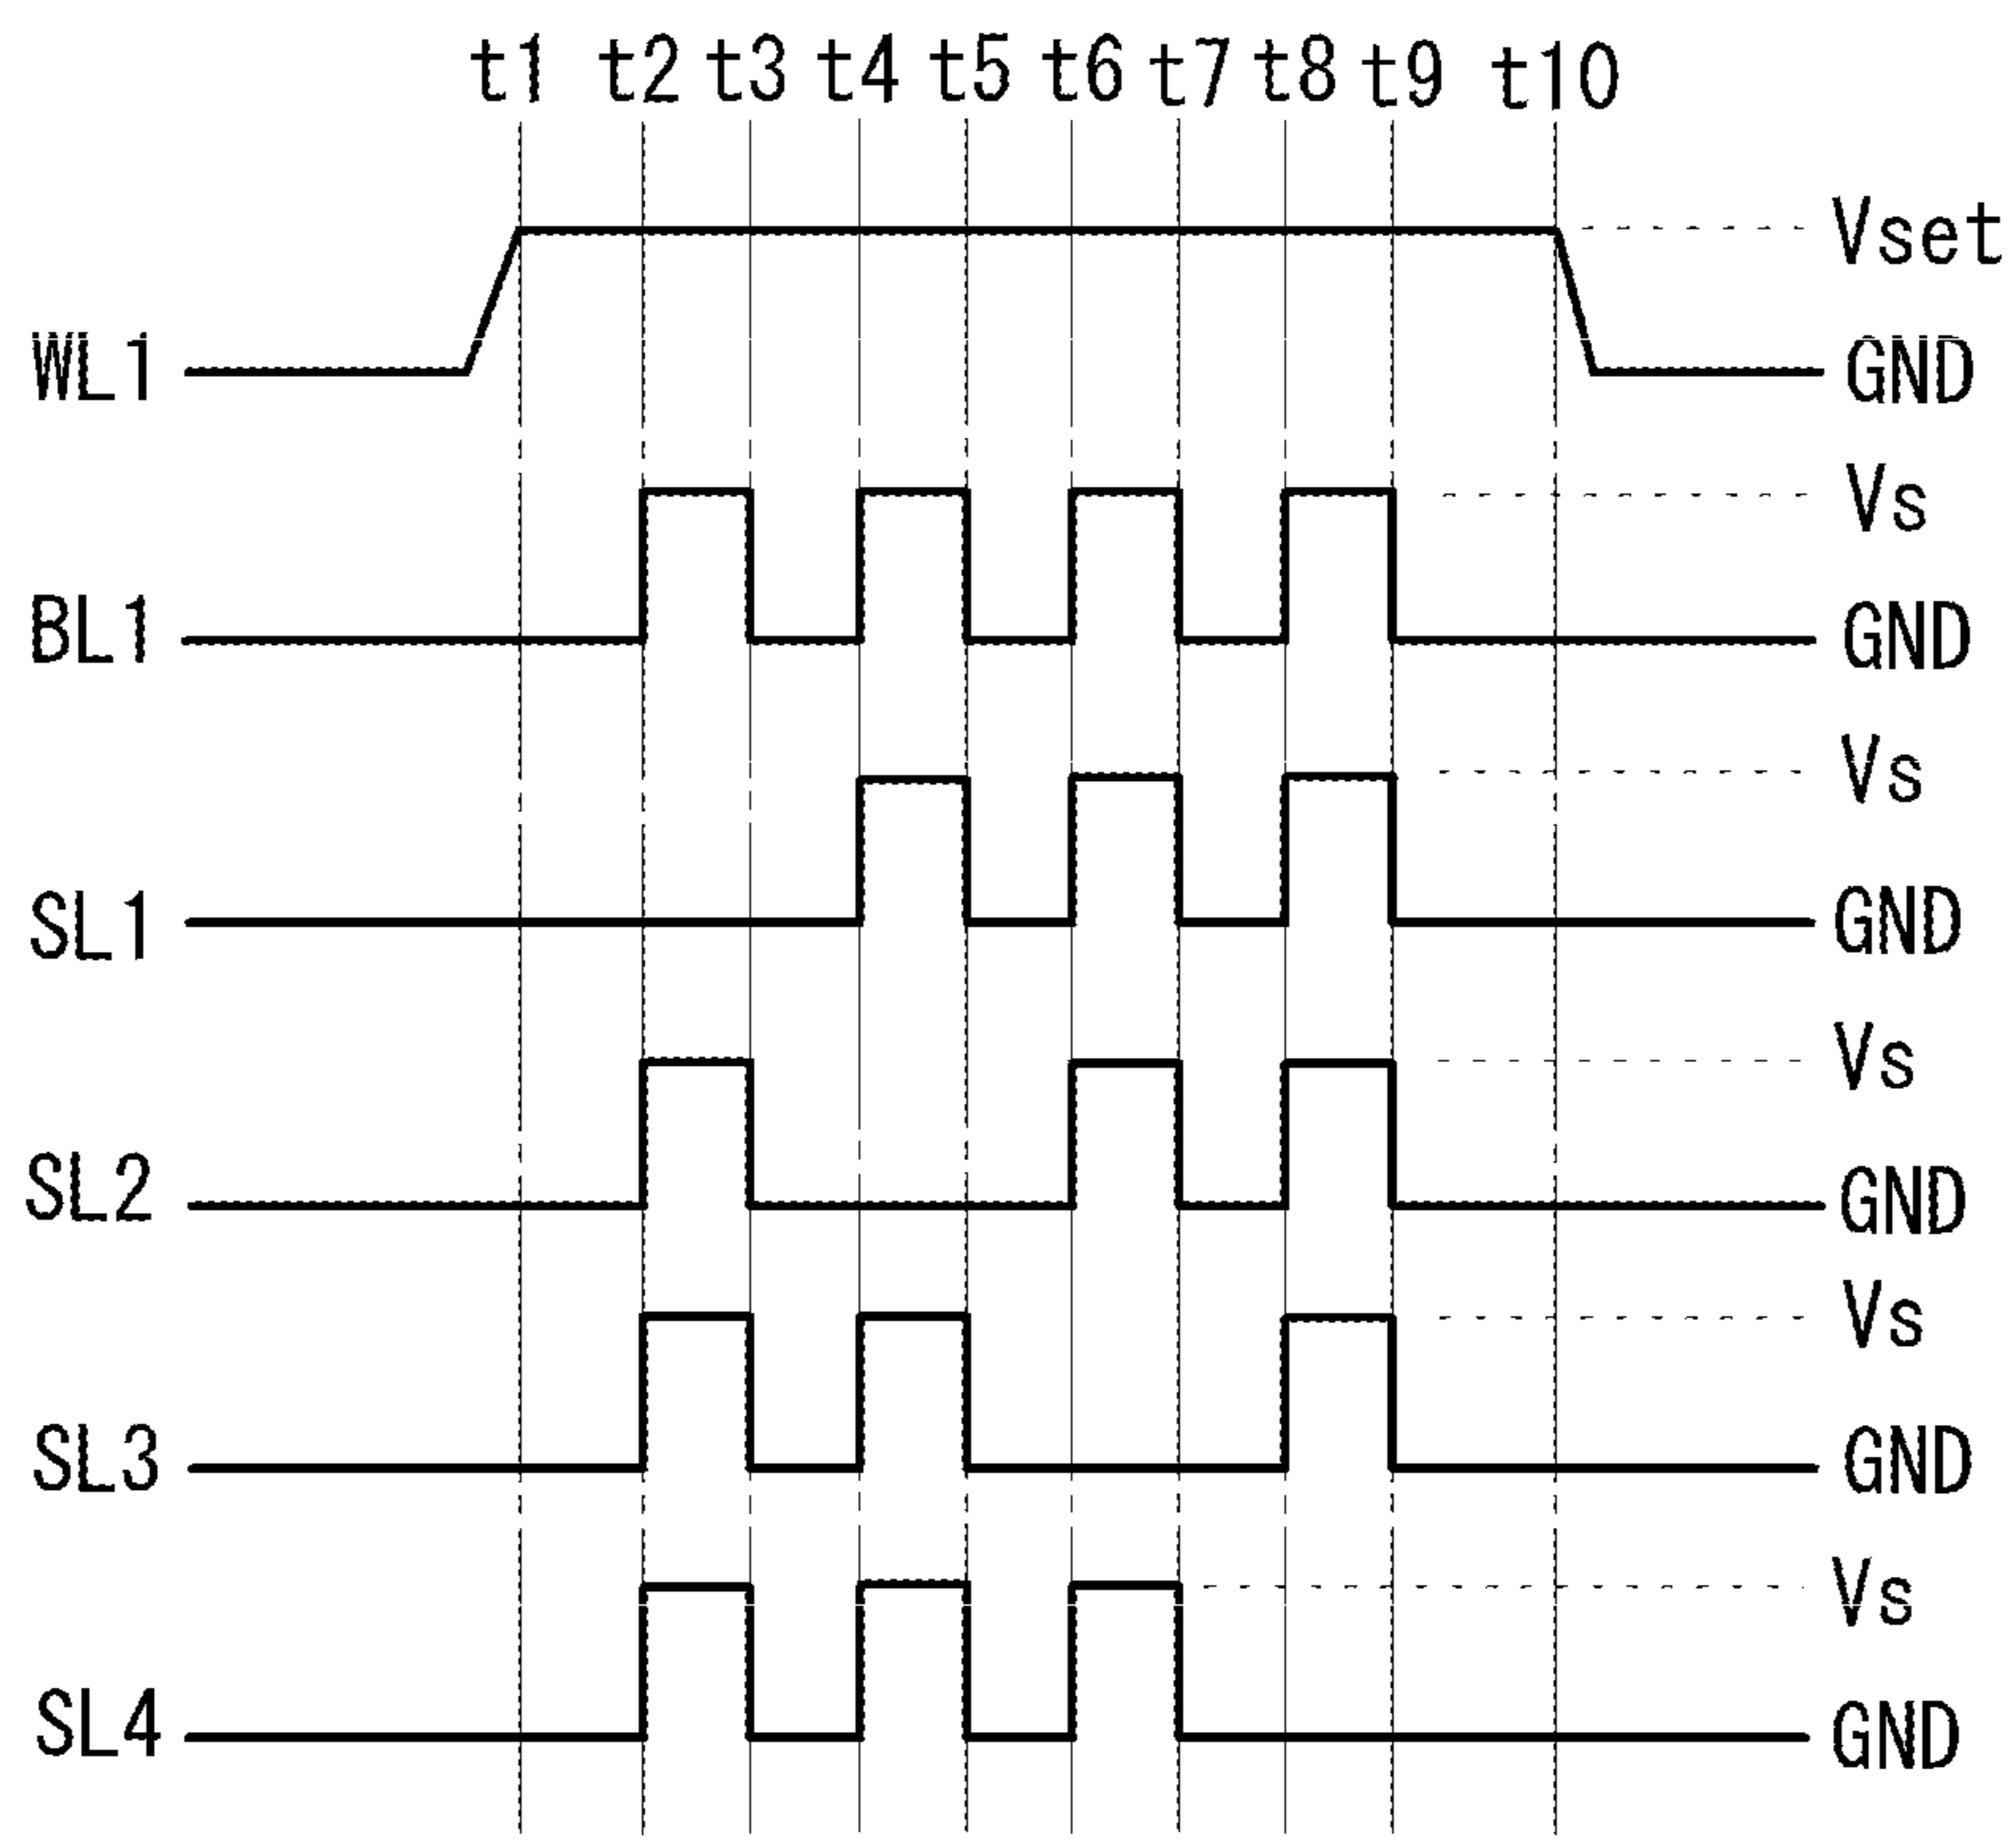 t1 t2 t3 t4 t5 t6 t7 t8 t9 t10
Vset
WL1 GND
Vs
BL1 GND
Vs
SL1 GND
Vs
SL2 GND
Vs
SL3 GND
Vs
SL4 GND